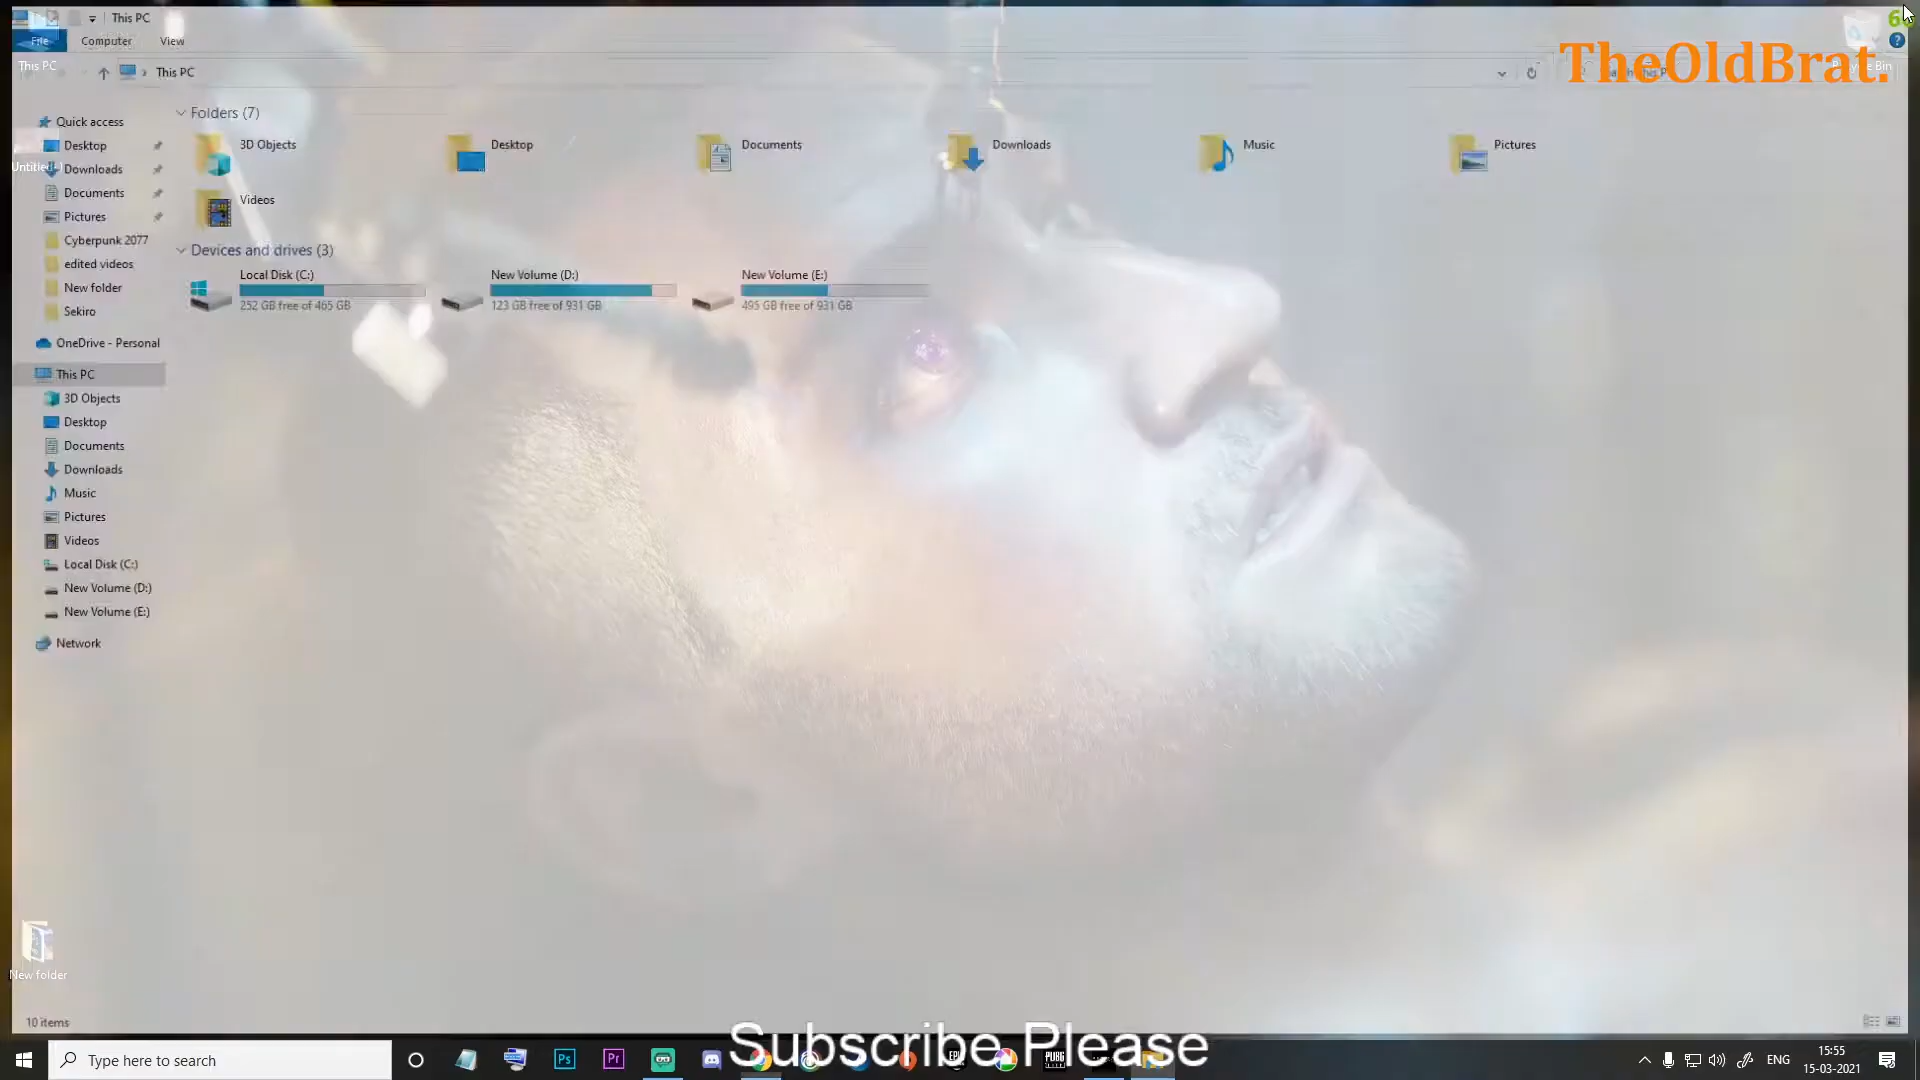 This PC
File
Computer
View
This PC
This PC
TheOldBrat.
Quick access
Desktop
Downloads
Documents
Pictures
Cyberpunk 2077
edited videos
New folder
Sekiro
OneDrive - Personal
This PC
3D Objects
Desktop
Documents
Downloads
Music
Pictures
Videos
Local Disk (C:)
New Volume (D:)
New Volume (E:)
Network
Folders (7)
3D Objects
Desktop
Documents
Downloads
Music
Pictures
Videos
Devices and drives (3)
Local Disk (C:)
252 GB free of 465 GB
New Volume (D:)
123 GB free of 931 GB
New Volume (E:)
495 GB free of 931 GB
New folder
10 items
Subscribe Please
Type here to search
Ps
Pr
PUBG
ENG
15:55
15-03-2021